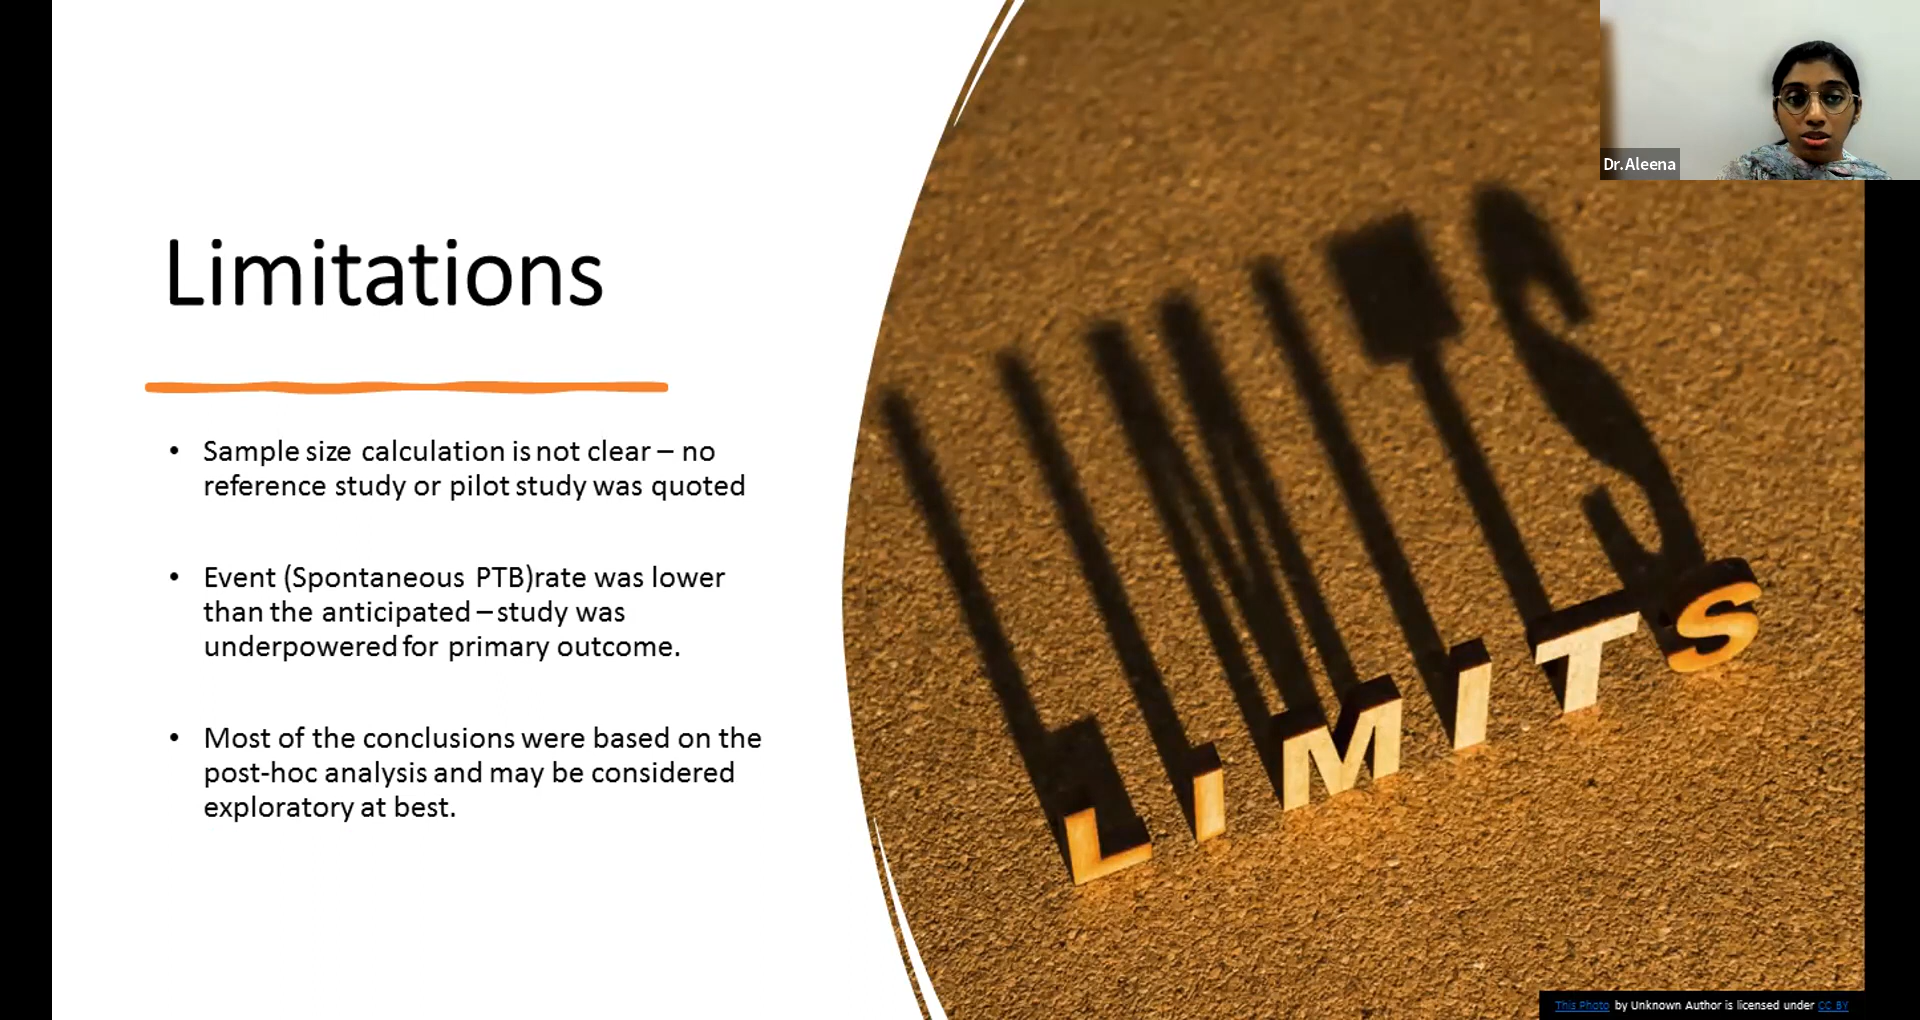 Dr.Aleena
Limitations
• Sample size calculation is not clear – no
reference study or pilot study was quoted
• Event (Spontaneous PTB)rate was lower
than the anticipated – study was
underpowered for primary outcome.
• Most of the conclusions were based on the
post-hoc analysis and may be considered
exploratory at best.
LiMITS
This Photo by Unknown Author is licensed under CC BY